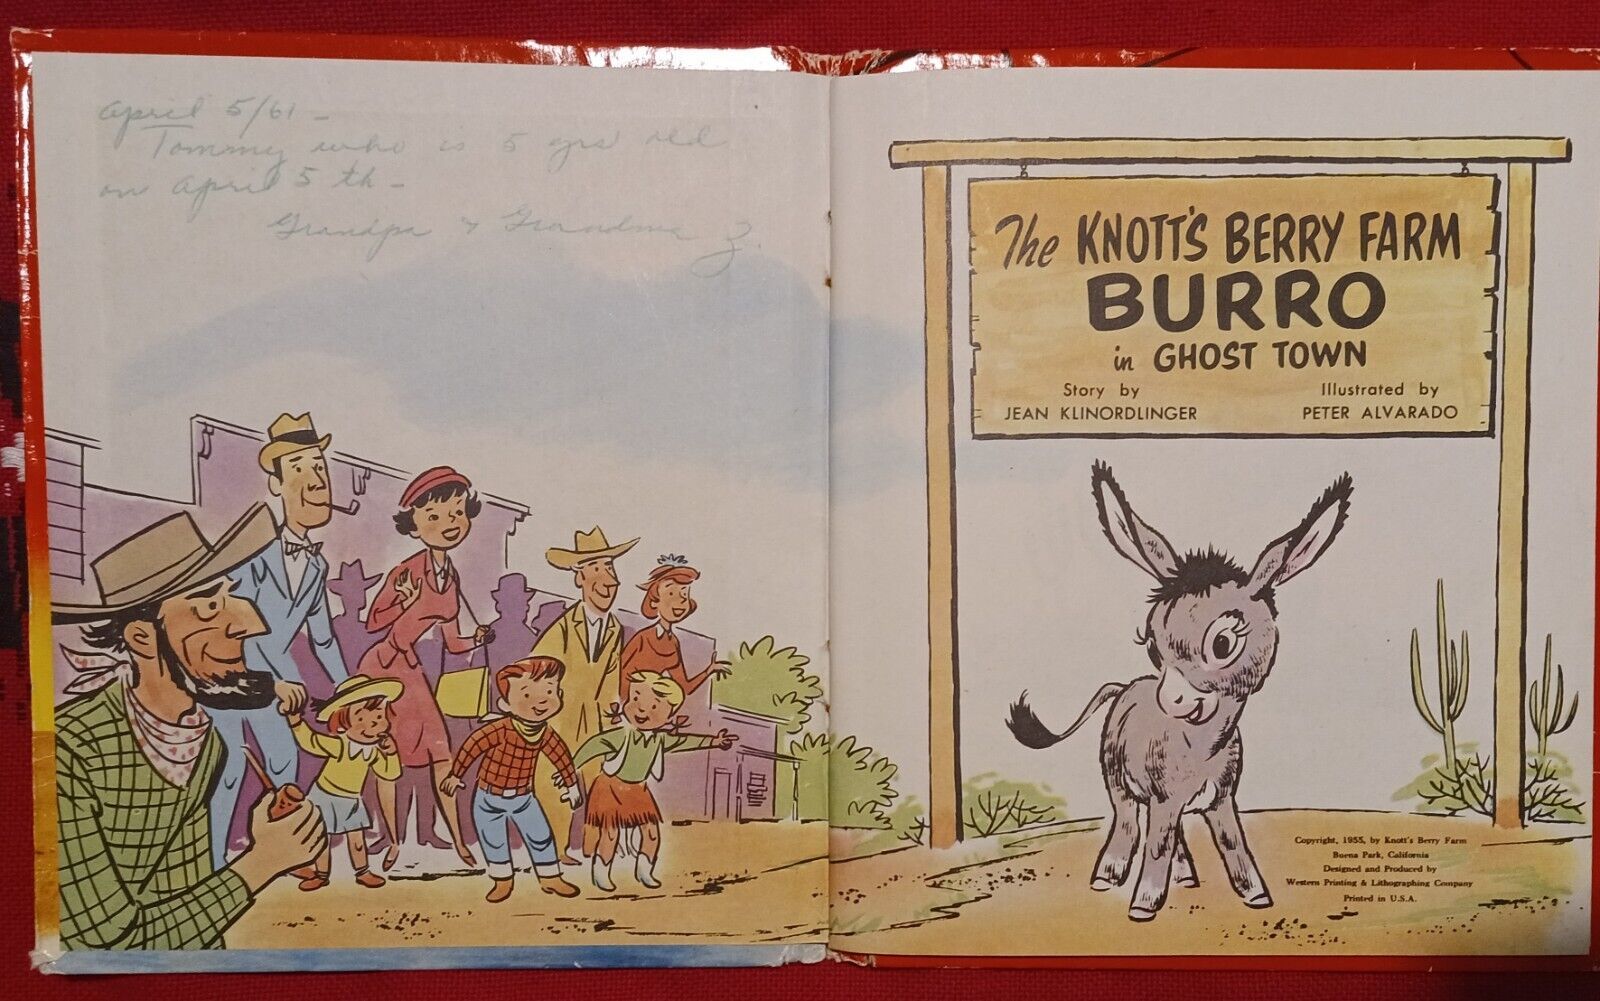 April 5/61 -
Tommy who is 5 yrs old
on April 5 th -
Grandpa & Grandma Z.
The KNOTT'S BERRY FARM
BURRO
in GHOST TOWN
Story by
JEAN KLINORDLINGER
Illustrated by
PETER ALVARADO
Copyright, 1955, by Knott's Berry Farm
Buena Park, California
Designed and Produced by
Western Printing & Lithographing Company
Printed in U.S.A.